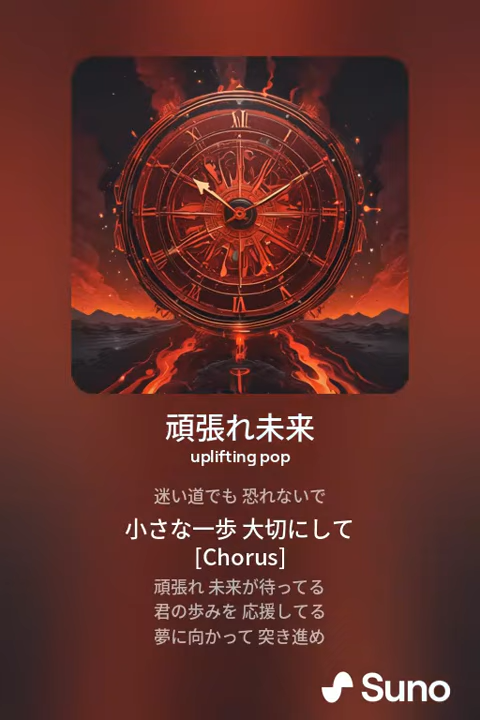 頑張れ未来
uplifting pop
迷い道でも 恐れないで
小さな一歩 大切にして
[Chorus]
頑張れ 未来が待ってる
君の歩みを 応援してる
夢に向かって 突き進め
Suno